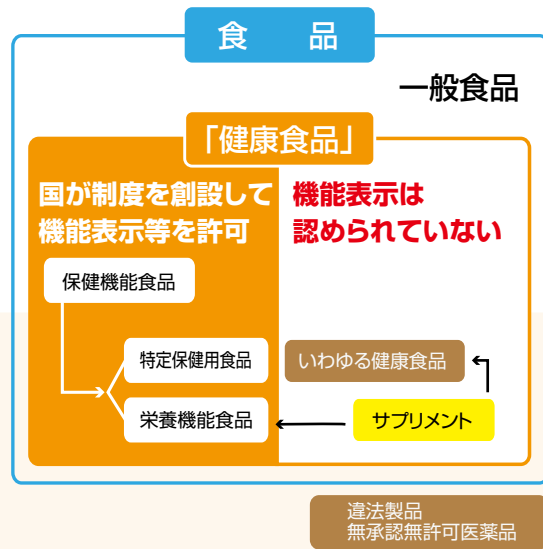 食 品
一般食品
「健康食品」
国が制度を創設して
機能表示等を許可
機能表示は
認められていない
保健機能食品
特定保健用食品
いわゆる健康食品
栄養機能食品
サプリメント
違法製品
無承認無許可医薬品